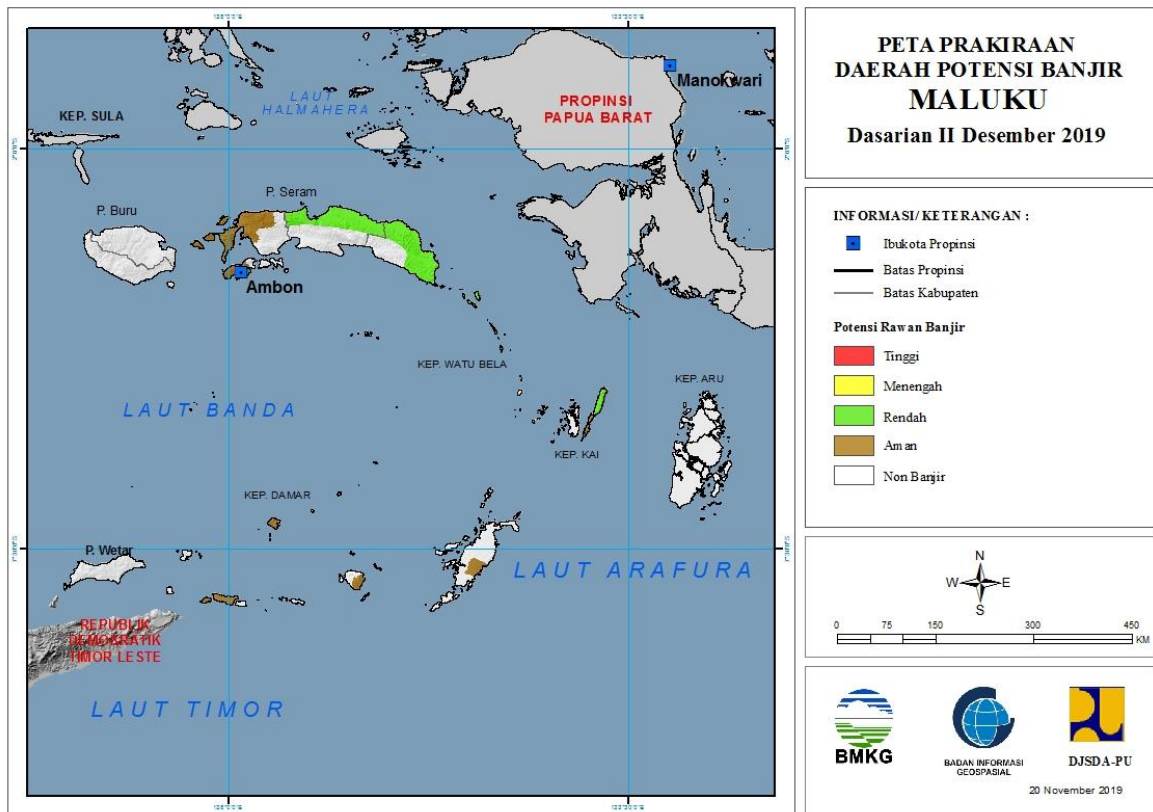 KEP. SULA
LAUT
HALMAHERA
PROPINSI
PAPUA BARAT
Manokwari
P. Buru
P. Seram
Ambon
KEP. WATU BELA
KEP. ARU
LAUT BANDA
KEP. KAI
KEP. DAMAR
P. Wetar
LAUT ARAFURA
REPUBLIK
DEMOKRATIK
TIMOR LESTE
LAUT TIMOR
PETA PRAKIRAAN
DAERAH POTENSI BANJIR
MALUKU
Dasarian II Desember 2019
INFORMASI/ KETERANGAN :
Ibukota Propinsi
Batas Propinsi
Batas Kabupaten
Potensi Rawan Banjir
Tinggi
Menengah
Rendah
Aman
Non Banjir
N
W E
S
0 75 150 300 450
KM
BMKG
BADAN INFORMASI
GEOSPASIAL
DJSDA-PU
20 November 2019